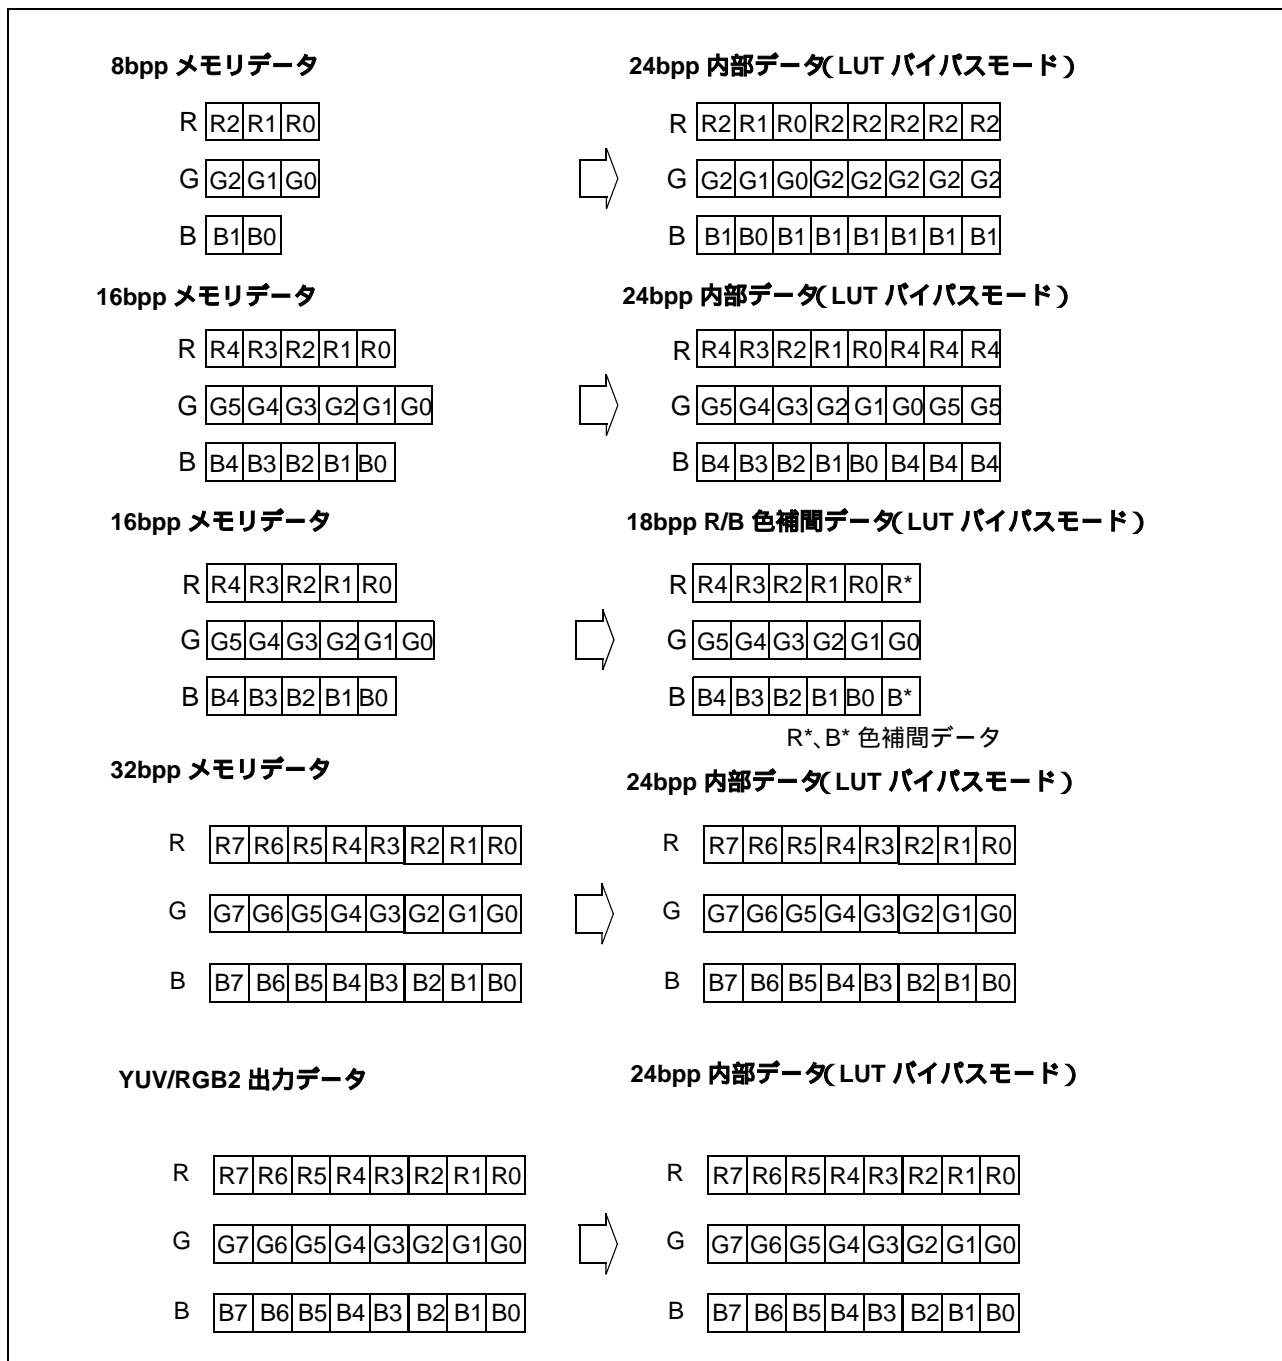 8bpp メモリデータ 24bpp 内部データ(LUT バイパスモード)
R R2 R1 R0 R R2 R1 R0 R2 R2 R2 R2 R2
G G2 G1 G0 G G2 G1 G0 G2 G2 G2 G2 G2
B B1 B0 B B1 B0 B1 B1 B1 B1 B1 B1
16bpp メモリデータ 24bpp 内部データ(LUT バイパスモード)
R R4 R3 R2 R1 R0 R R4 R3 R2 R1 R0 R4 R4 R4
G G5 G4 G3 G2 G1 G0 G G5 G4 G3 G2 G1 G0 G5 G5
B B4 B3 B2 B1 B0 B B4 B3 B2 B1 B0 B4 B4 B4
16bpp メモリデータ 18bpp R/B 色補間データ(LUT バイパスモード)
R R4 R3 R2 R1 R0 R R4 R3 R2 R1 R0 R*
G G5 G4 G3 G2 G1 G0 G G5 G4 G3 G2 G1 G0
B B4 B3 B2 B1 B0 B B4 B3 B2 B1 B0 B*
R*、B* 色補間データ
32bpp メモリデータ 24bpp 内部データ(LUT バイパスモード)
R R7 R6 R5 R4 R3 R2 R1 R0 R R7 R6 R5 R4 R3 R2 R1 R0
G G7 G6 G5 G4 G3 G2 G1 G0 G G7 G6 G5 G4 G3 G2 G1 G0
B B7 B6 B5 B4 B3 B2 B1 B0 B B7 B6 B5 B4 B3 B2 B1 B0
YUV/RGB2 出力データ 24bpp 内部データ(LUT バイパスモード)
R R7 R6 R5 R4 R3 R2 R1 R0 R R7 R6 R5 R4 R3 R2 R1 R0
G G7 G6 G5 G4 G3 G2 G1 G0 G G7 G6 G5 G4 G3 G2 G1 G0
B B7 B6 B5 B4 B3 B2 B1 B0 B B7 B6 B5 B4 B3 B2 B1 B0